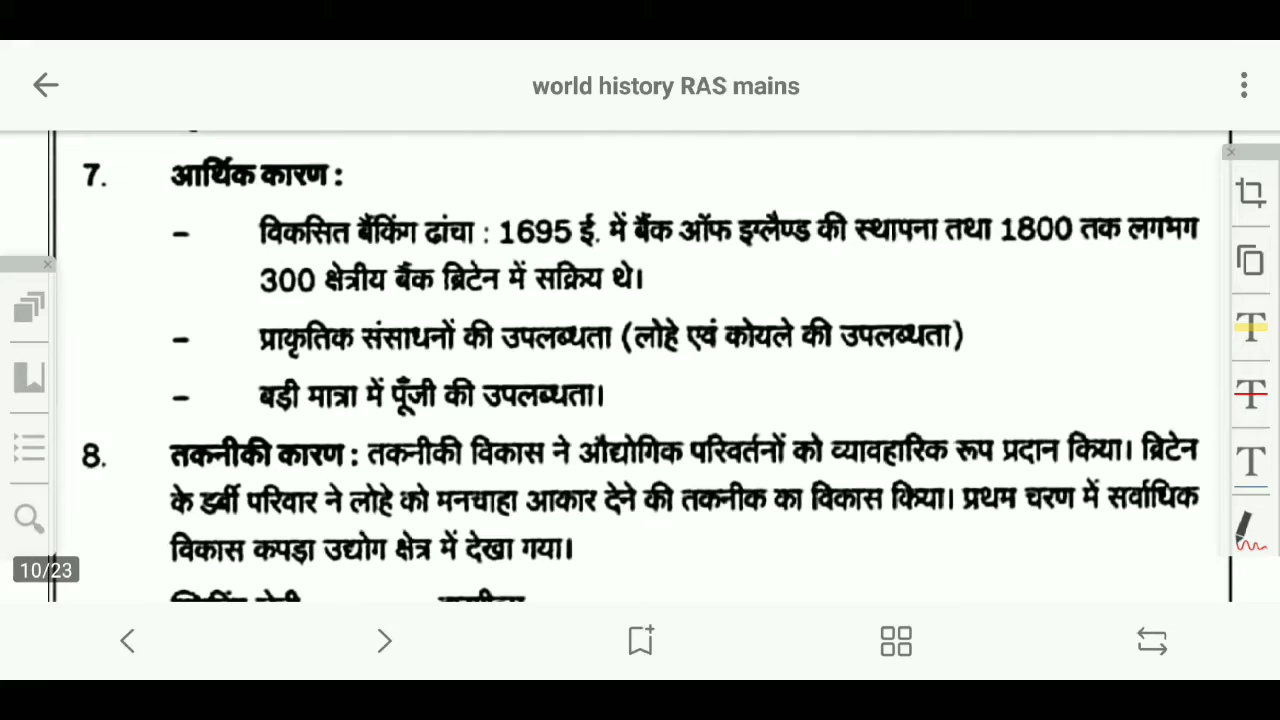 world history RAS mains
7. आर्थिक कारण :
– विकसित बैंकिंग ढांचा : 1695 ई. में बैंक ऑफ इग्लैण्ड की स्थापना तथा 1800 तक लगभग
300 क्षेत्रीय बैंक ब्रिटेन में सक्रिय थे।
– प्राकृतिक संसाधनों की उपलब्धता (लोहे एवं कोयले की उपलब्धता)
– बड़ी मात्रा में पूँजी की उपलब्धता।
8. तकनीकी कारण : तकनीकी विकास ने औद्योगिक परिवर्तनों को व्यावहारिक रूप प्रदान किया। ब्रिटेन
के डर्बी परिवार ने लोहे को मनचाहा आकार देने की तकनीक का विकास किया। प्रथम चरण में सर्वाधिक
विकास कपड़ा उद्योग क्षेत्र में देखा गया।
10/23